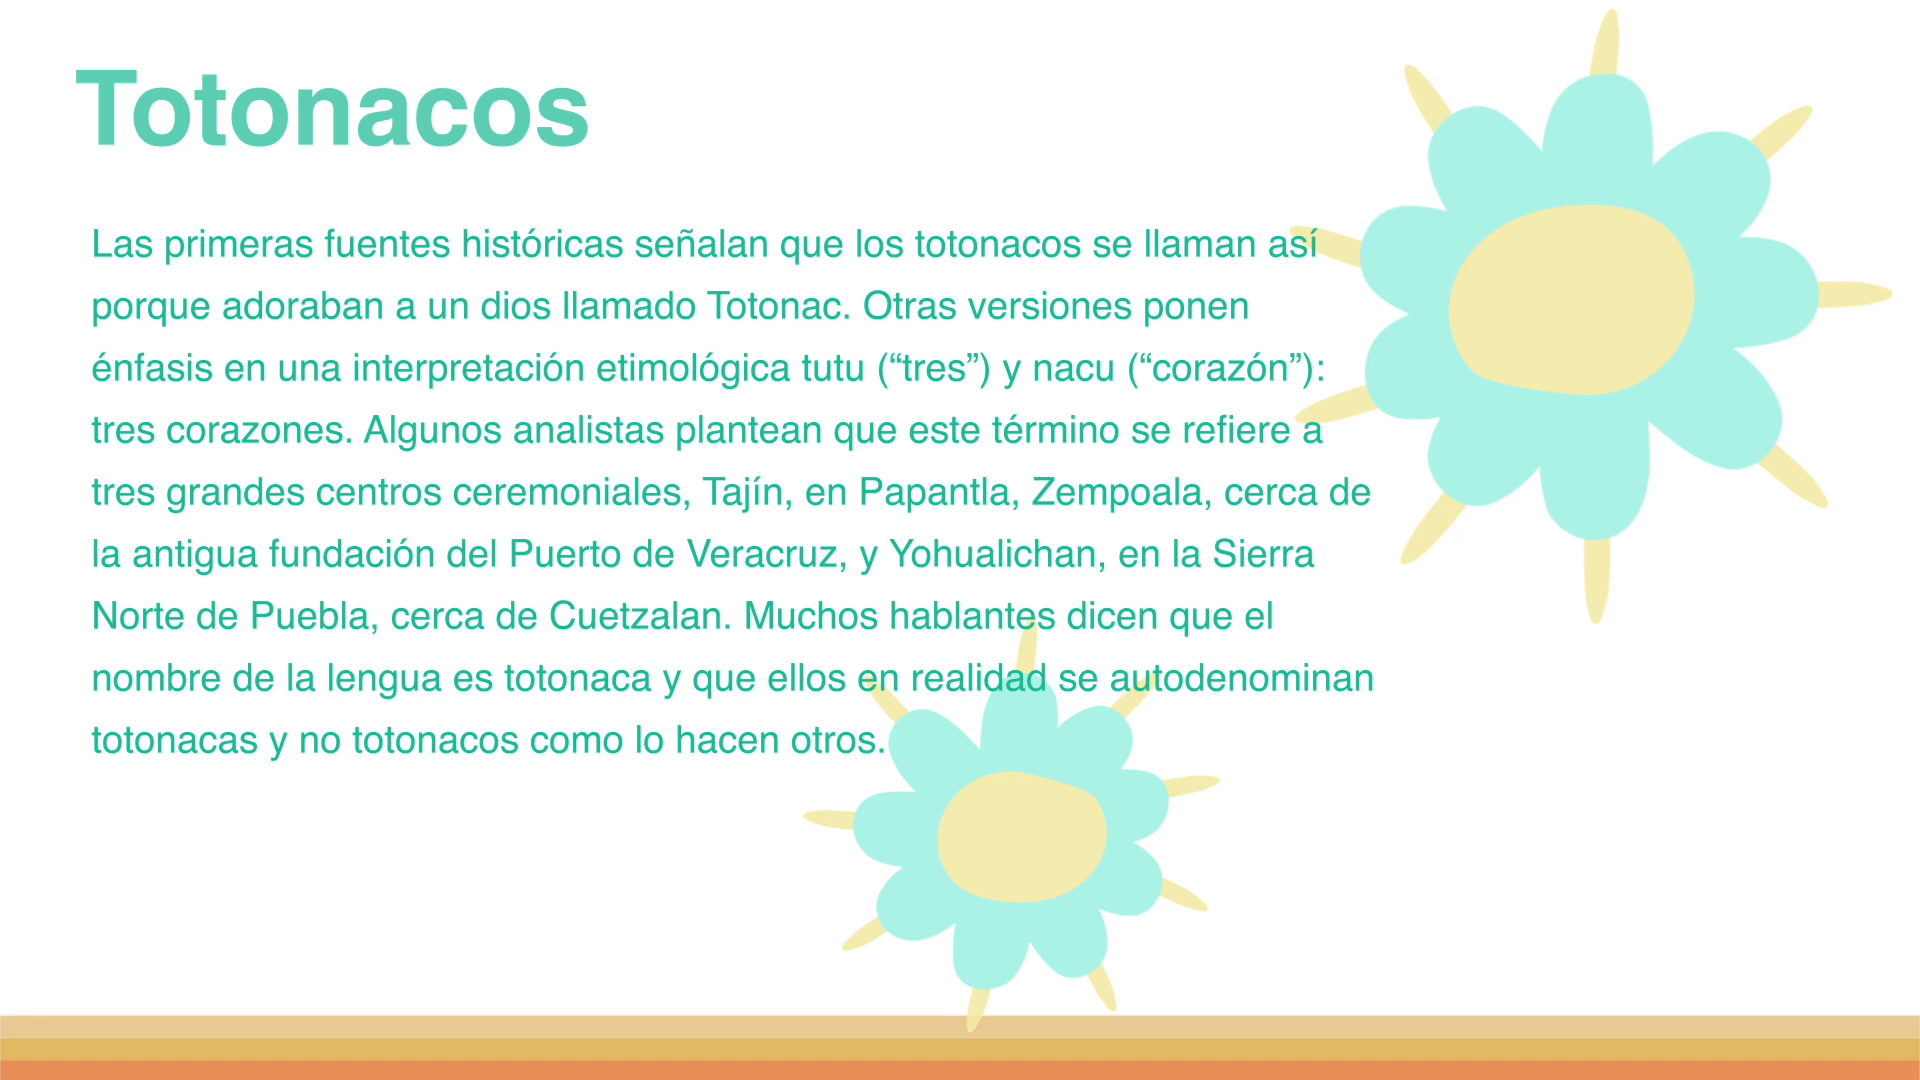 Totonacos
Las primeras fuentes históricas señalan que los totonacos se llaman así
porque adoraban a un dios llamado Totonac. Otras versiones ponen
énfasis en una interpretación etimológica tutu (“tres”) y nacu (“corazón”):
tres corazones. Algunos analistas plantean que este término se refiere a
tres grandes centros ceremoniales, Tajín, en Papantla, Zempoala, cerca de
la antigua fundación del Puerto de Veracruz, y Yohualichan, en la Sierra
Norte de Puebla, cerca de Cuetzalan. Muchos hablantes dicen que el
nombre de la lengua es totonaca y que ellos en realidad se autodenominan
totonacas y no totonacos como lo hacen otros.